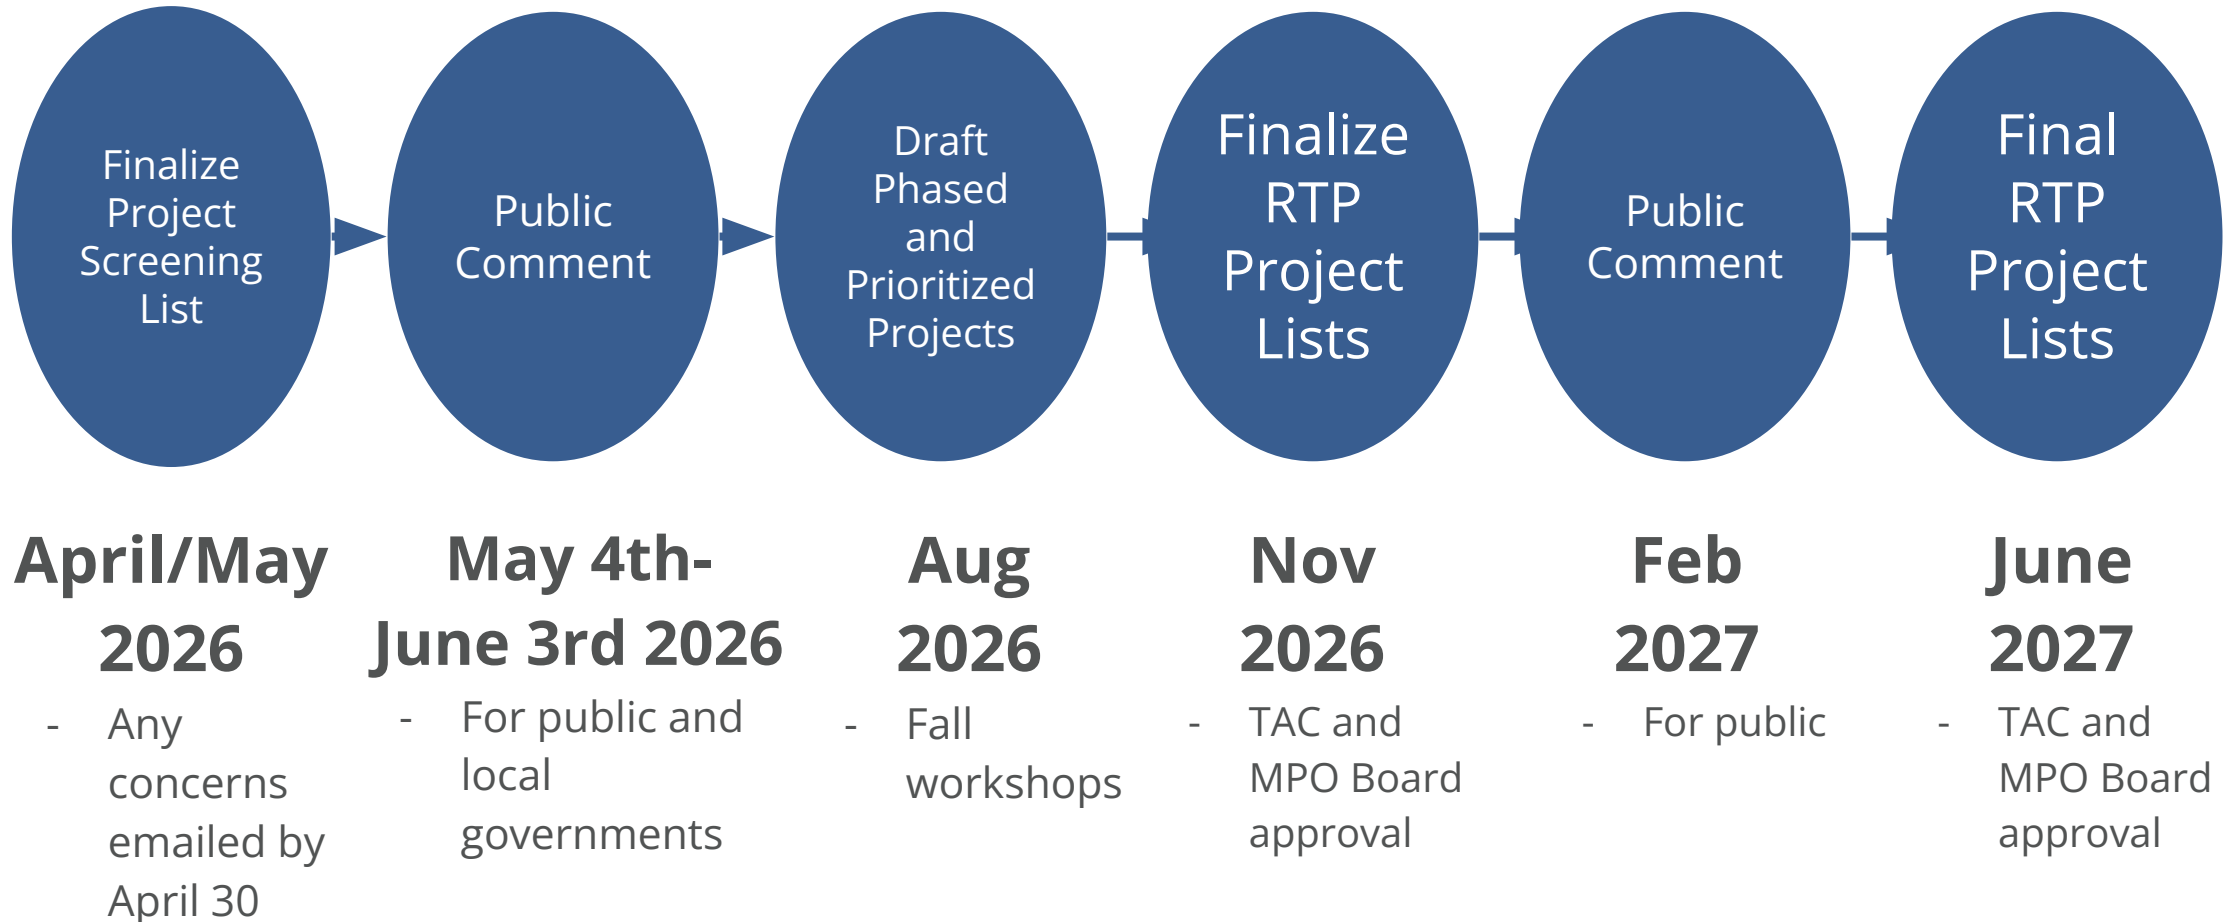 Finalize
Project
Screening
List
Public
Comment
Draft
Phased
and
Prioritized
Projects
Finalize
RTP
Project
Lists
Public
Comment
Final
RTP
Project
Lists
April/May
2026
- Any
concerns
emailed by
April 30
May 4th-
June 3rd 2026
- For public and
local
governments
Aug
2026
- Fall
workshops
Nov
2026
- TAC and
MPO Board
approval
Feb
2027
- For public
June
2027
- TAC and
MPO Board
approval